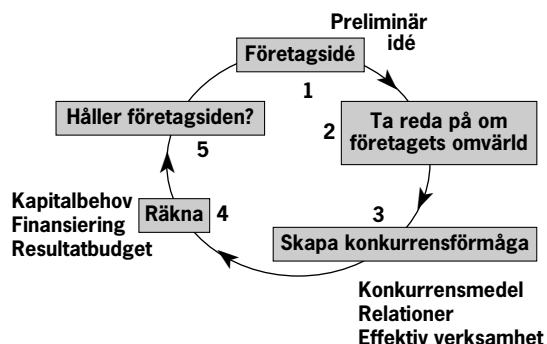 Preliminär
idé
Företagsidé
1
Ta reda på om
företagets omvärld
2
3
Skapa konkurrensförmåga
Konkurrensmedel
Relationer
Effektiv verksamhet
Räkna
4
Kapitalbehov
Finansiering
Resultatbudget
Håller företagsiden?
5